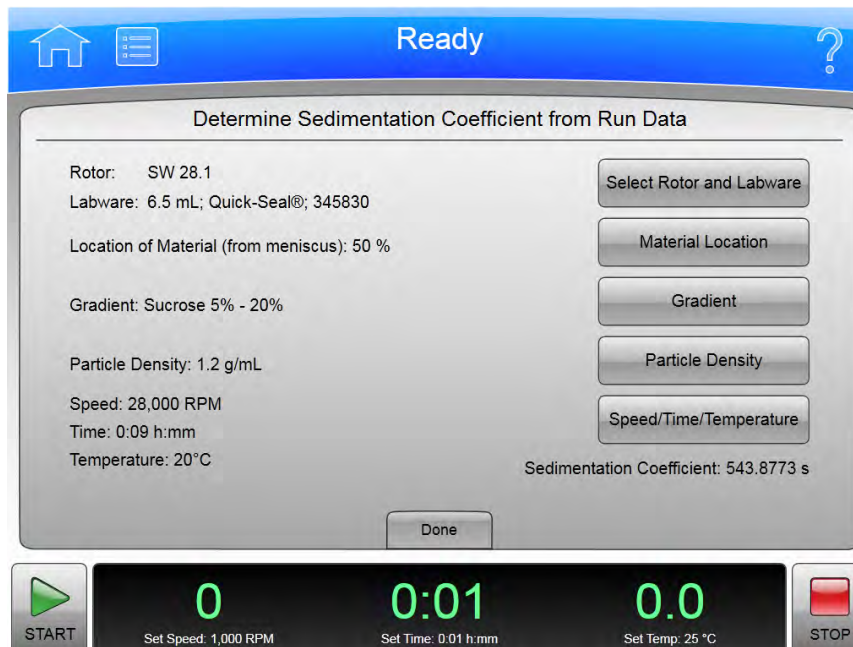 Ready
?
Determine Sedimentation Coefficient from Run Data
Rotor: SW 28.1
Labware: 6.5 mL; Quick-Seal®; 345830
Location of Material (from meniscus): 50 %
Gradient: Sucrose 5% - 20%
Particle Density: 1.2 g/mL
Speed: 28,000 RPM
Time: 0:09 h:mm
Temperature: 20°C
Select Rotor and Labware
Material Location
Gradient
Particle Density
Speed/Time/Temperature
Sedimentation Coefficient: 543.8773 s
Done
START
0
Set Speed: 1,000 RPM
0:01
Set Time: 0:01 h:mm
0.0
Set Temp: 25 °C
STOP